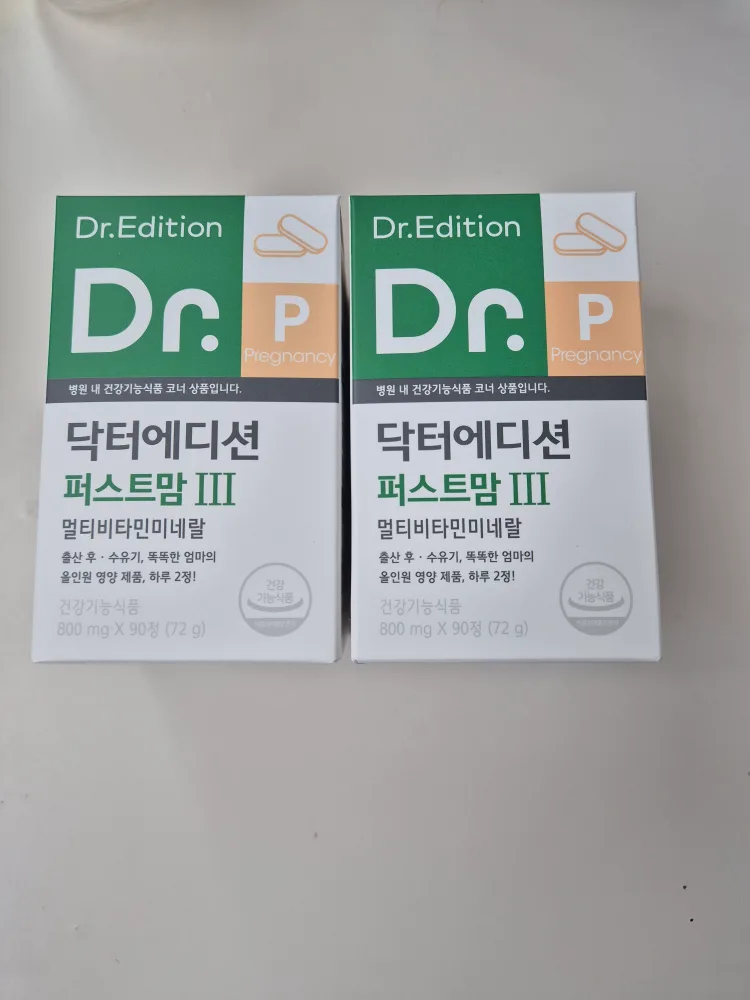 Dr.Edition
Dr.
P
Pregnancy
병원 내 건강기능식품 코너 상품입니다.
닥터에디션
퍼스트맘 III
멀티비타민미네랄
출산 후 · 수유기, 똑똑한 엄마의
올인원 영양 제품, 하루 2정!
건강기능식품
800 mg X 90정 (72 g)
건강
기능식품
Dr.Edition
Dr.
P
Pregnancy
병원 내 건강기능식품 코너 상품입니다.
닥터에디션
퍼스트맘 III
멀티비타민미네랄
출산 후 · 수유기, 똑똑한 엄마의
올인원 영양 제품, 하루 2정!
건강기능식품
800 mg X 90정 (72 g)
건강
기능식품